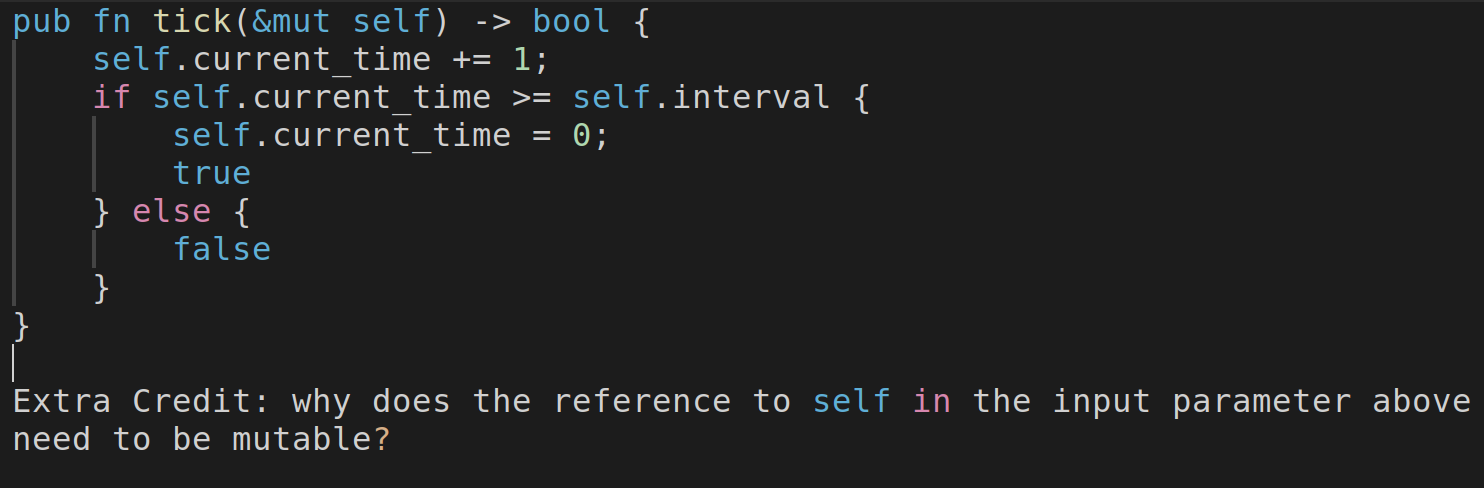 pub fn tick(&mut self) -> bool {
    self.current_time += 1;
    if self.current_time >= self.interval {
        self.current_time = 0;
        true
    } else {
        false
    }
}
Extra Credit: why does the reference to self in the input parameter above
need to be mutable?